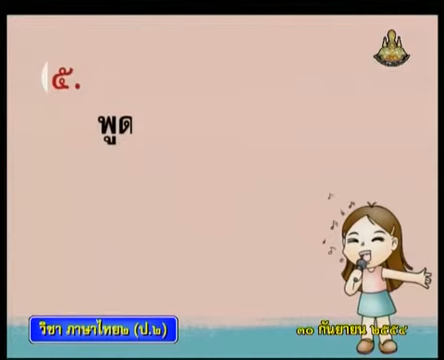 ๕.
พูด
วิชา ภาษาไทย๒ (ป.๒)
๓๐ กันยายน ๒๕๕๔